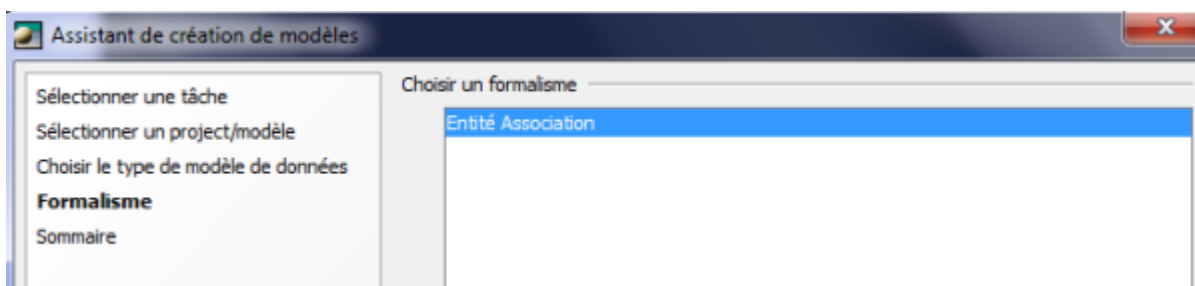 Assistant de création de modèles
Sélectionner une tâche
Sélectionner un project/modèle
Choisir le type de modèle de données
Formalisme
Sommaire
Choisir un formalisme
Entité Association